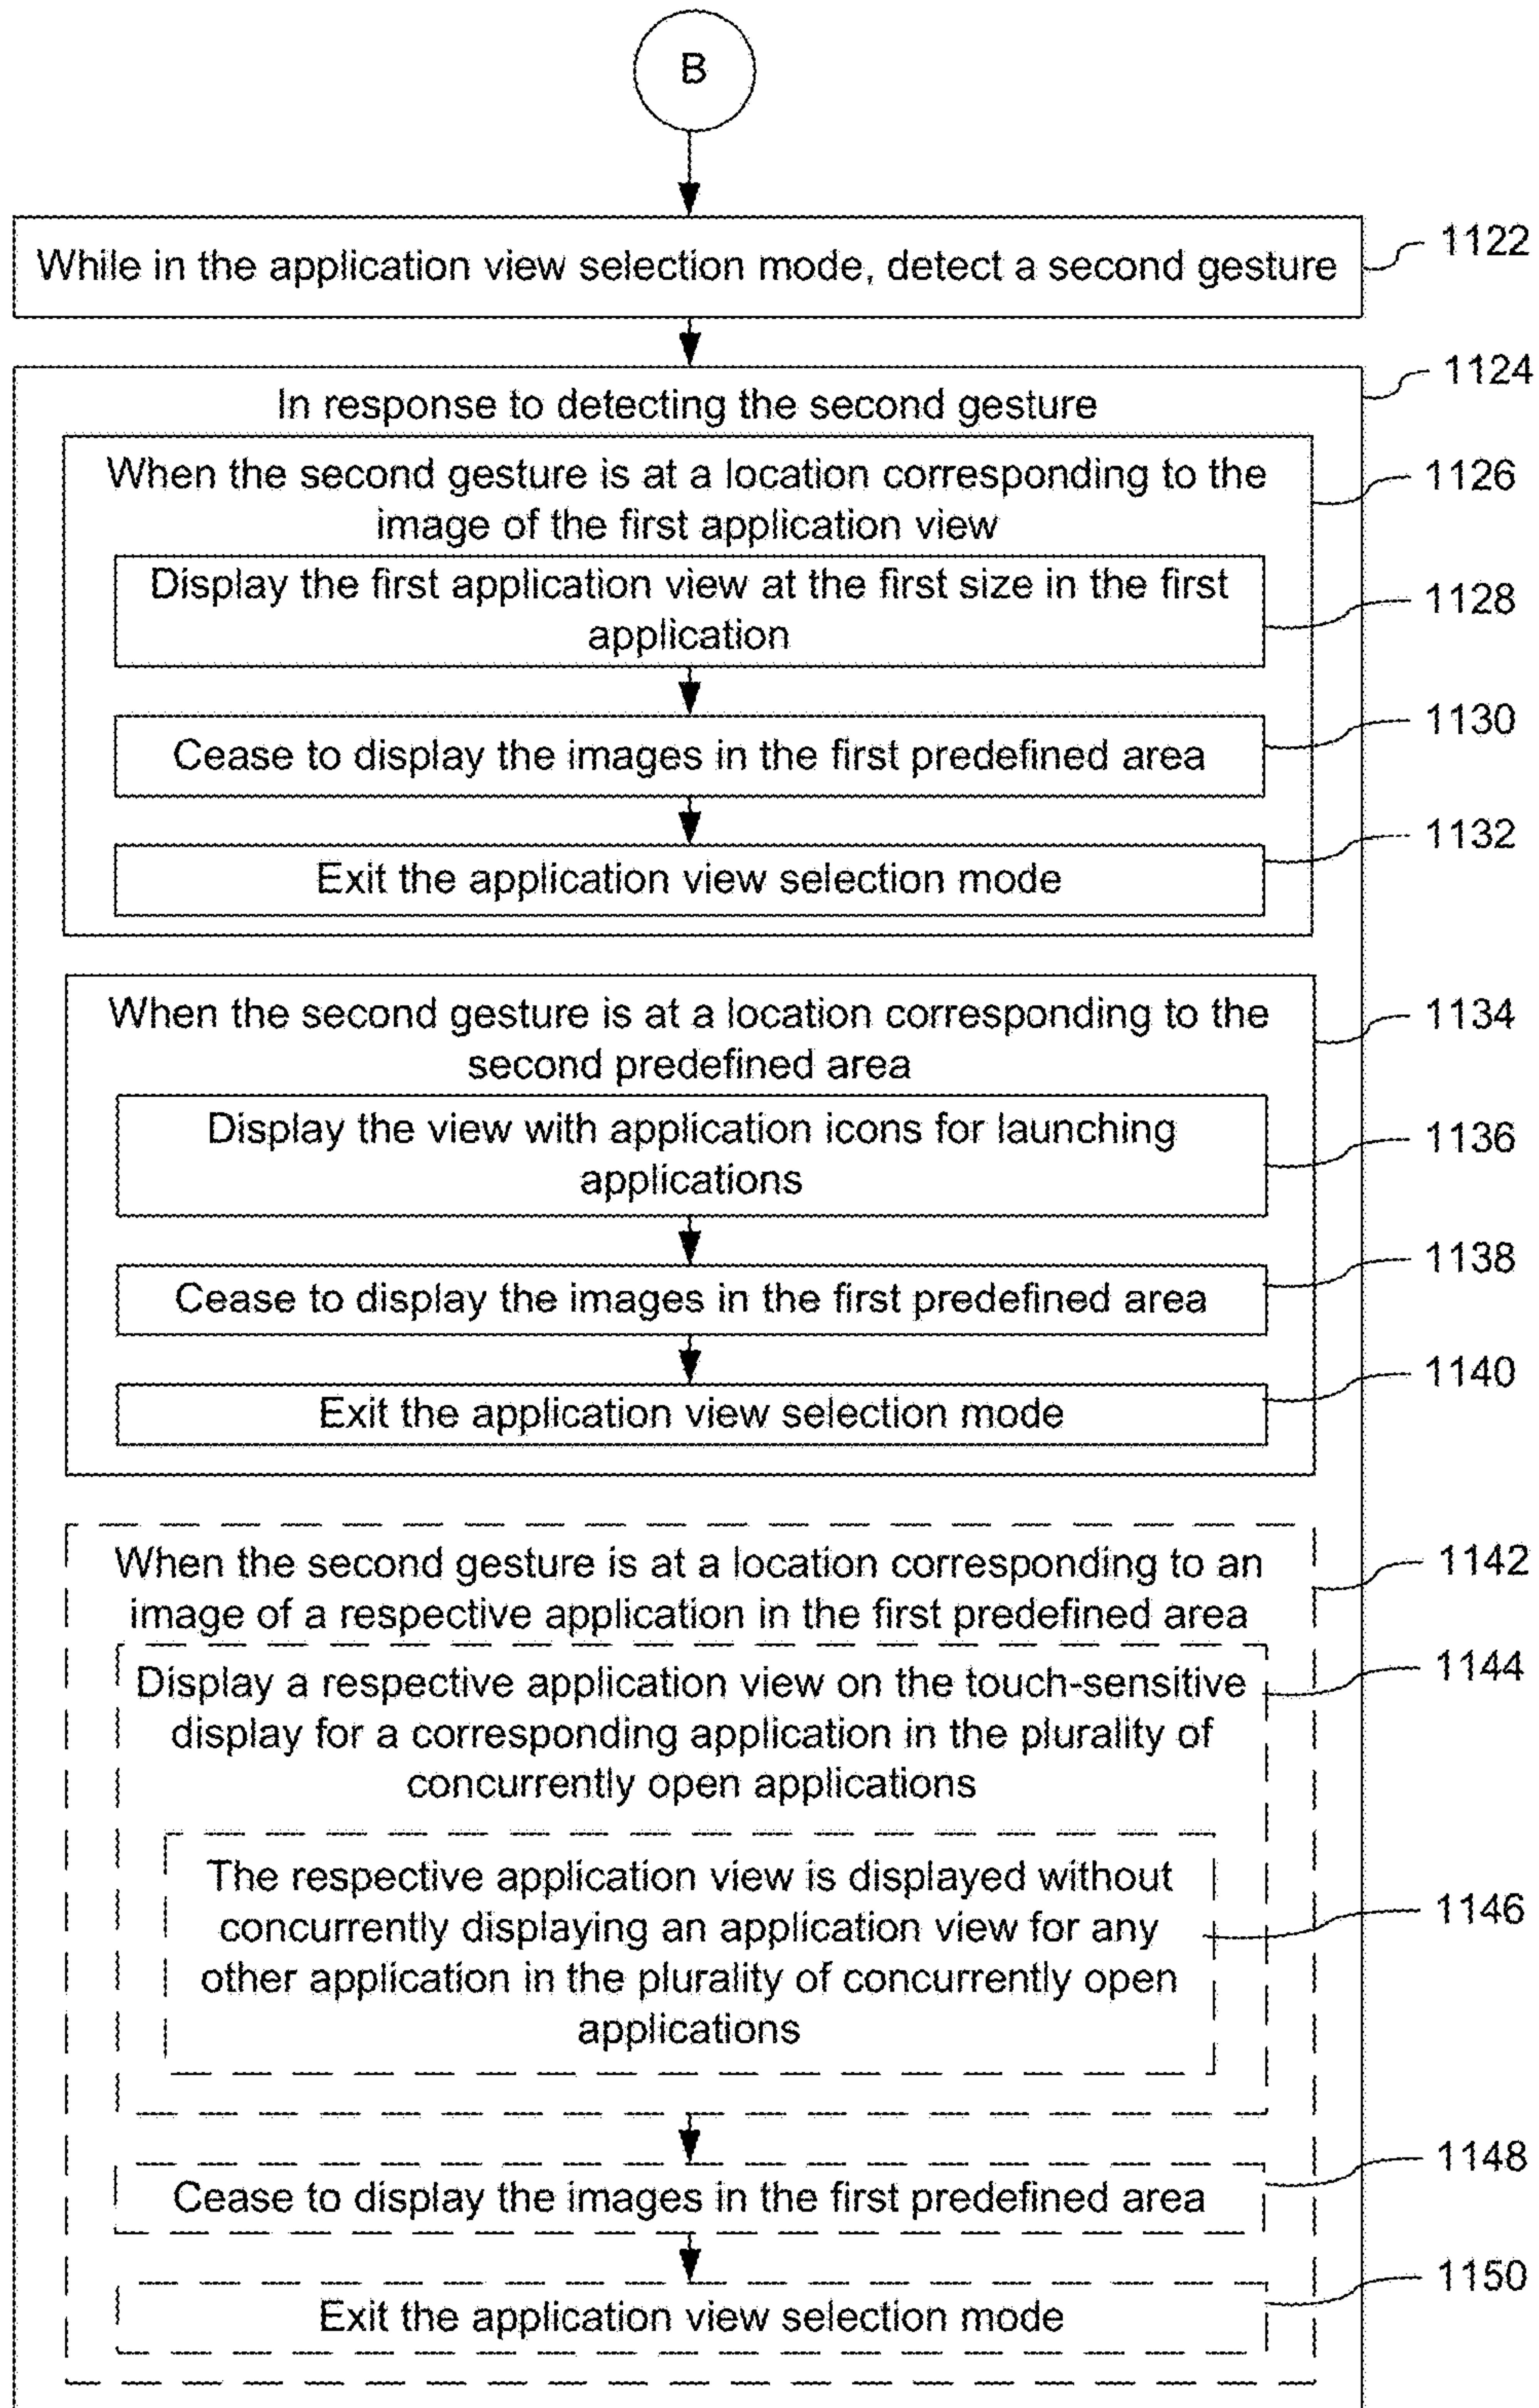 B
While in the application view selection mode, detect a second gesture
1122
1124
In response to detecting the second gesture
When the second gesture is at a location corresponding to the
image of the first application view
1126
Display the first application view at the first size in the first
application
1128
Cease to display the images in the first predefined area
1130
Exit the application view selection mode
1132
When the second gesture is at a location corresponding to the
second predefined area
1134
Display the view with application icons for launching
applications
1136
Cease to display the images in the first predefined area
1138
Exit the application view selection mode
1140
When the second gesture is at a location corresponding to an
image of a respective application in the first predefined area
1142
Display a respective application view on the touch-sensitive
display for a corresponding application in the plurality of
concurrently open applications
1144
The respective application view is displayed without
concurrently displaying an application view for any
other application in the plurality of concurrently open
applications
1146
Cease to display the images in the first predefined area
1148
Exit the application view selection mode
1150